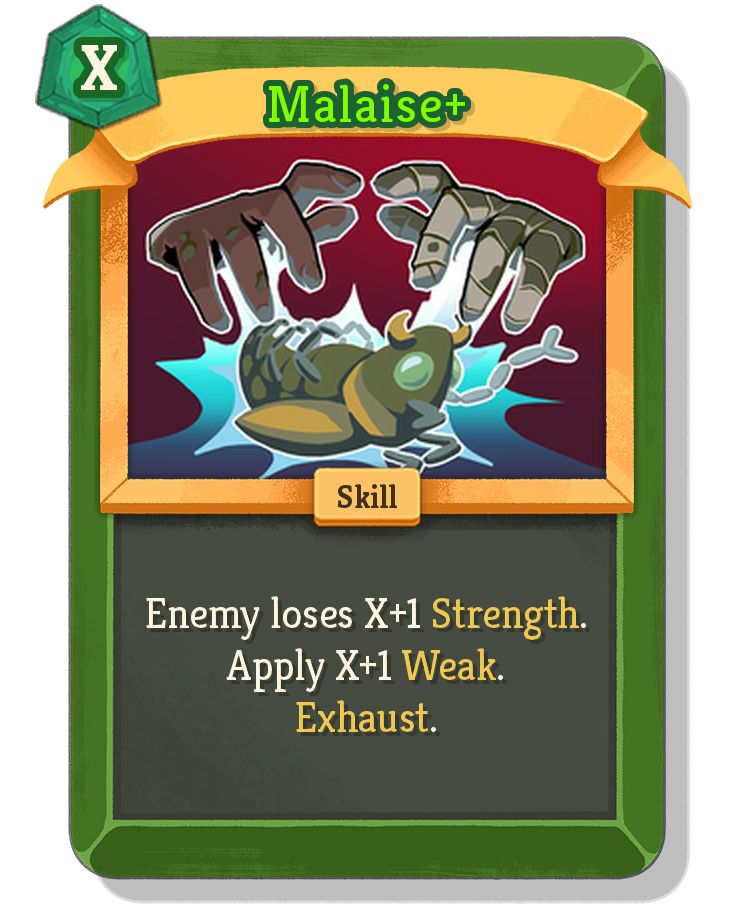 X
Malaise+
Skill
Enemy loses X+1 Strength.
Apply X+1 Weak.
Exhaust.